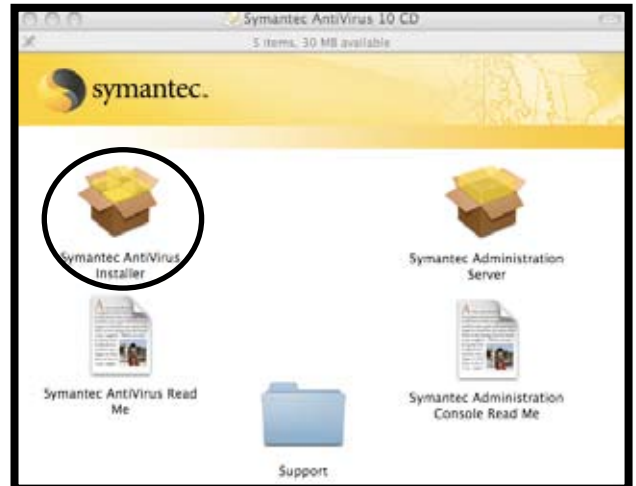 Symantec AntiVirus 10 CD
5 items, 30 MB available
symantec.
Symantec AntiVirus
Installer
Symantec Administration
Server
Symantec AntiVirus Read
Me
Symantec Administration
Console Read Me
Support